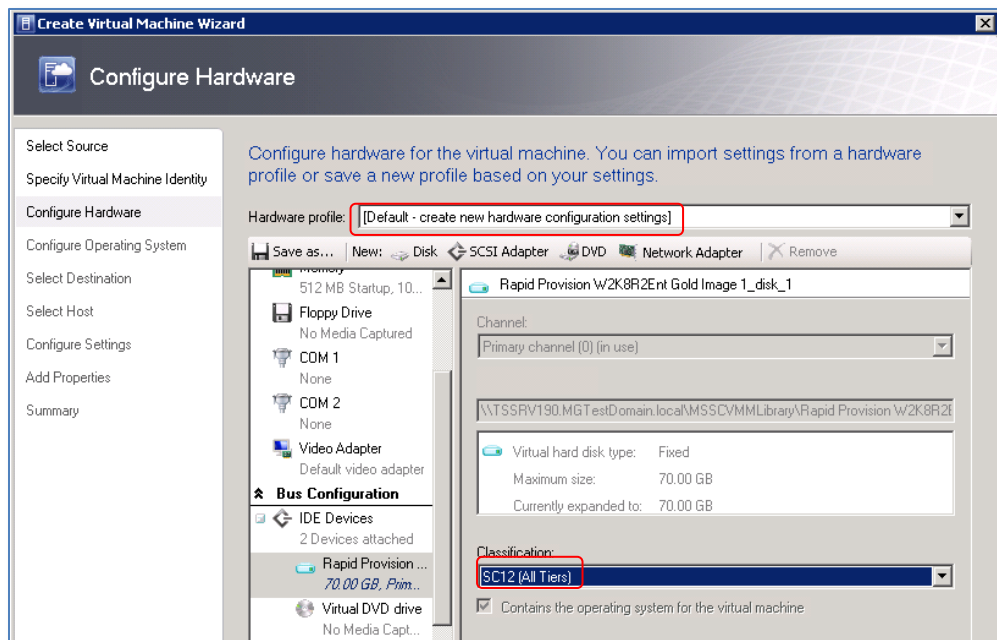 Create Virtual Machine Wizard
Configure Hardware
Select Source
Specify Virtual Machine Identity
Configure Hardware
Configure Operating System
Select Destination
Select Host
Configure Settings
Add Properties
Summary
Configure hardware for the virtual machine. You can import settings from a hardware
profile or save a new profile based on your settings.
Hardware profile: [Default - create new hardware configuration settings]
Save as... New: Disk SCSI Adapter DVD Network Adapter Remove
Memory
512 MB Startup, 10...
Floppy Drive
No Media Captured
COM 1
None
COM 2
None
Video Adapter
Default video adapter
Bus Configuration
IDE Devices
2 Devices attached
Rapid Provision ...
70.00 GB, Prim...
Virtual DVD drive
No Media Capt...
Rapid Provision W2K8R2Ent Gold Image 1_disk_1
Channel:
Primary channel (0) (in use)
\\TSSRV190.MGTestDomain.local\MSSCVMMLibrary\Rapid Provision W2K8R2E
Virtual hard disk type: Fixed
Maximum size: 70.00 GB
Currently expanded to: 70.00 GB
Classification:
SC12 (All Tiers)
Contains the operating system for the virtual machine